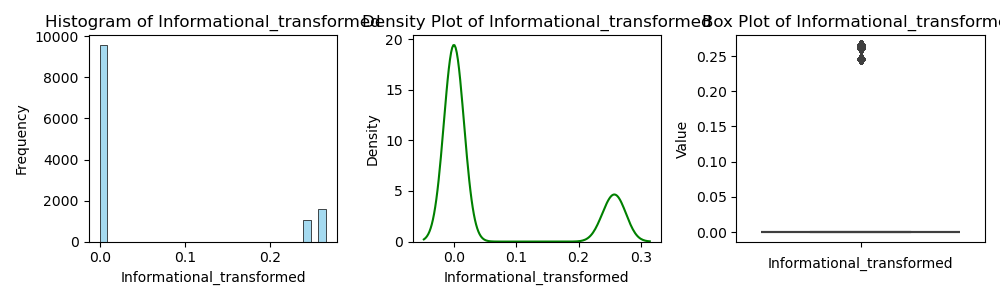 Histogram of Informational_transformed
Density Plot of Informational_transformed
Box Plot of Informational_transforme
10000
8000
6000
4000
2000
0
Frequency
0.0 0.1 0.2
Informational_transformed
20
15
10
5
0
Density
0.0 0.1 0.2 0.3
Informational_transformed
0.25
0.20
0.15
0.10
0.05
0.00
Value
Informational_transformed